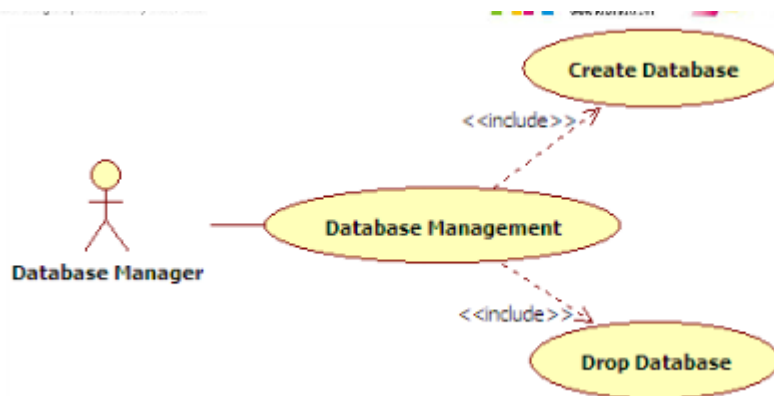 Create Database
<<include>>
Database Management
Database Manager
<<include>>
Drop Database